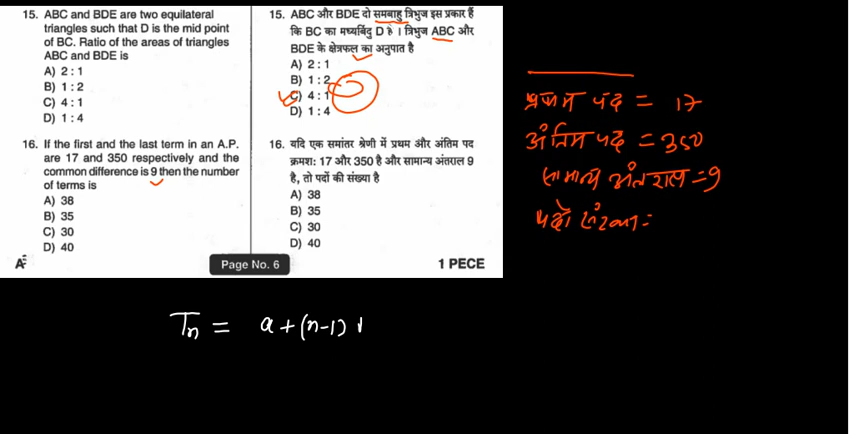 15. ABC and BDE are two equilateral
triangles such that D is the mid point
of BC. Ratio of the areas of triangles
ABC and BDE is
A) 2 : 1
B) 1 : 2
C) 4 : 1
D) 1 : 4
16. If the first and the last term in an A.P.
are 17 and 350 respectively and the
common difference is 9 then the number
of terms is
A) 38
B) 35
C) 30
D) 40
15. ABC और BDE दो समबाहु त्रिभुज इस प्रकार हैं
कि BC का मध्यबिंदु D है । त्रिभुज ABC और
BDE के क्षेत्रफल का अनुपात है
A) 2 : 1
B) 1 : 2
C) 4 : 1
D) 1 : 4
16. यदि एक समांतर श्रेणी में प्रथम और अंतिम पद
क्रमश: 17 और 350 है और सामान्य अंतराल 9
है, तो पदों की संख्या है
A) 38
B) 35
C) 30
D) 40
Page No. 6
1 PECE
प्रथम पद = 17
अंतिम पद = 350
सामान्य अंतराल = 9
Tn = a + (n-1)